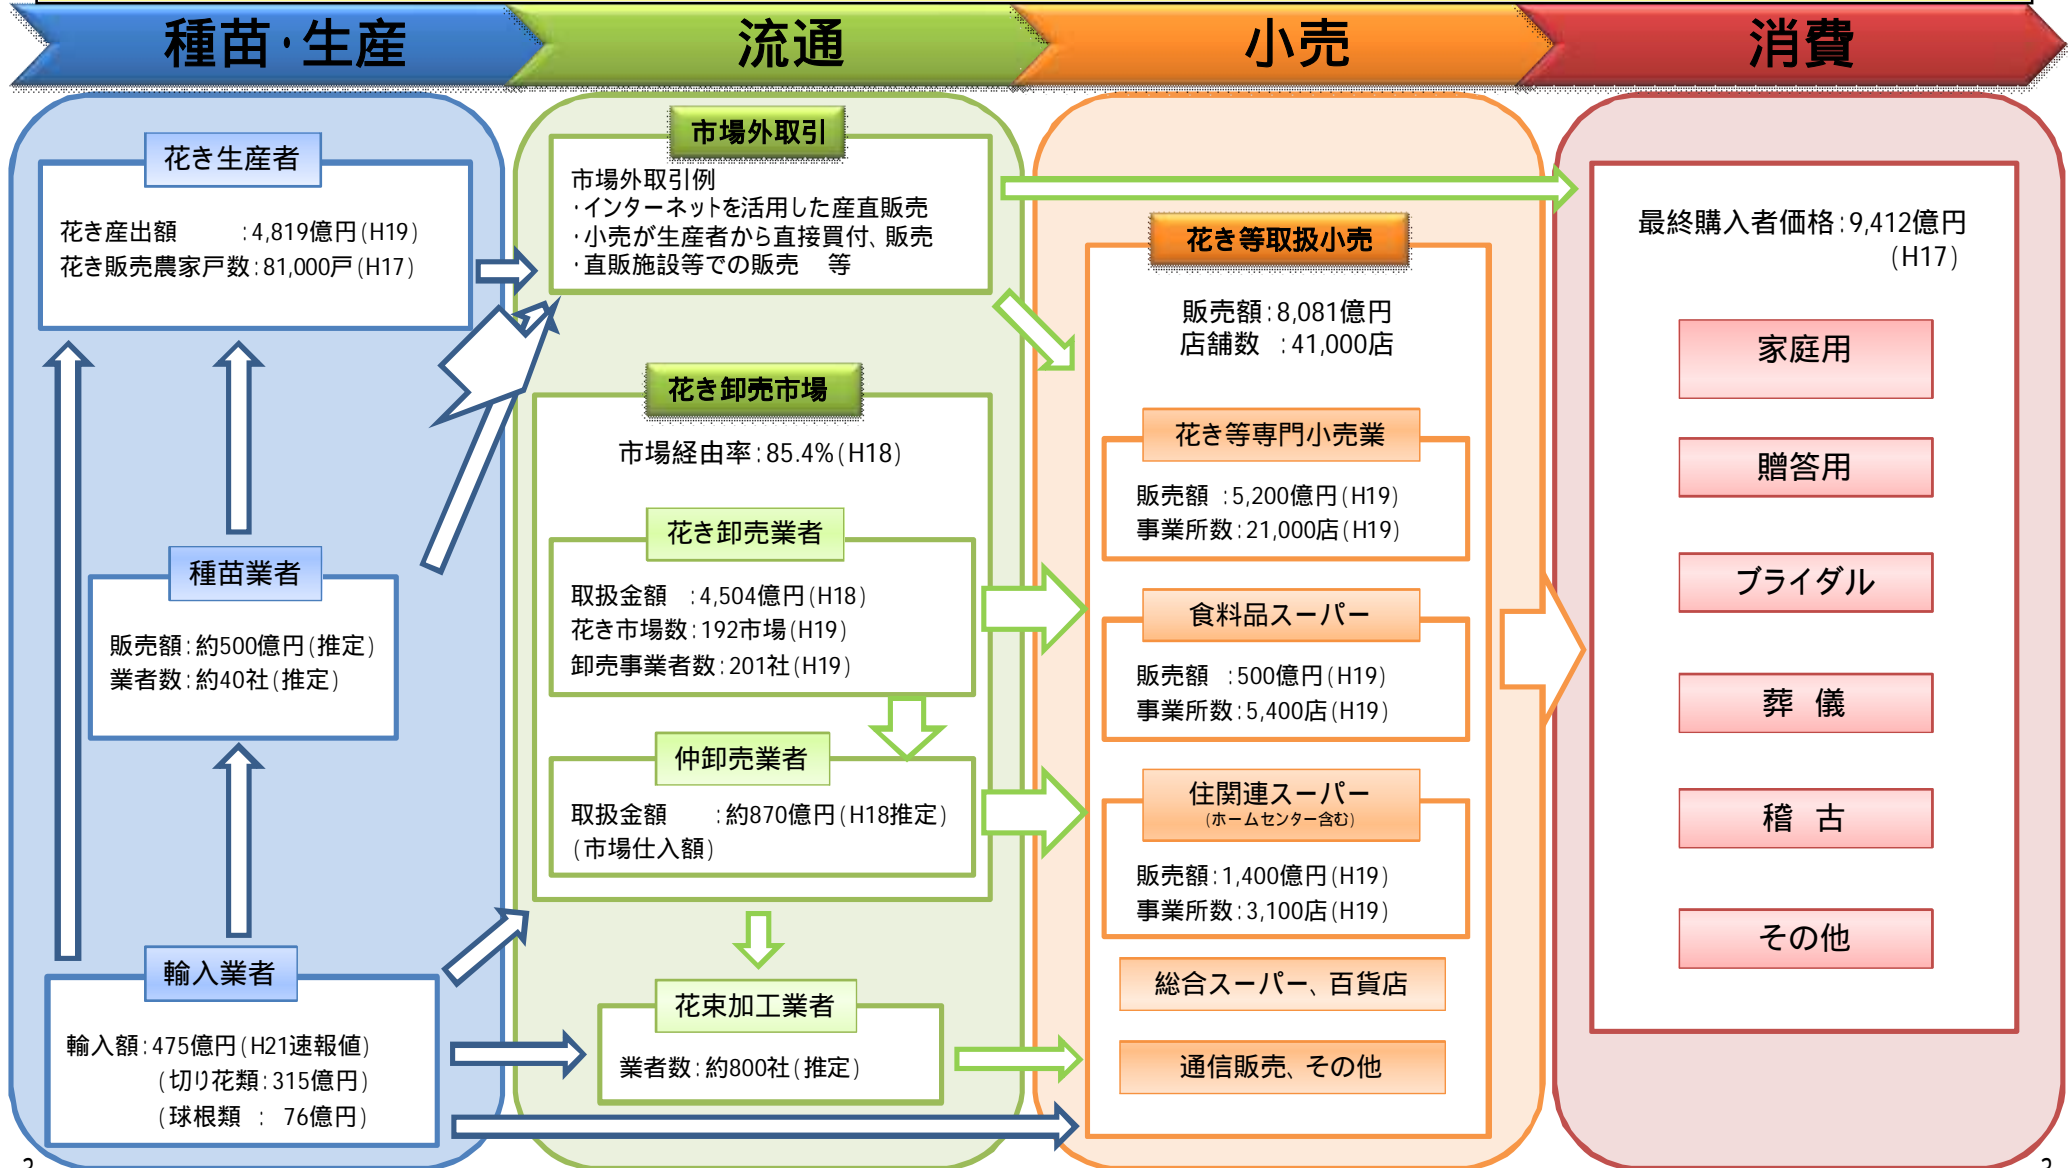 種苗・生産
流通
小売
消費
花き生産者
花き産出額　　：4,819億円(H19)
花き販売農家戸数：81,000戸(H17)
種苗業者
販売額：約500億円(推定)
業者数：約40社(推定)
輸入業者
輸入額：475億円(H21速報値)
(切り花類：315億円)
(球根類　：　76億円)
市場外取引
市場外取引例
・インターネットを活用した産直販売
・小売が生産者から直接買付、販売
・直販施設等での販売　等
花き卸売市場
市場経由率：85.4%(H18)
花き卸売業者
取扱金額　：4,504億円(H18)
花き市場数：192市場(H19)
卸売事業者数：201社(H19)
仲卸売業者
取扱金額　　：約870億円(H18推定)
(市場仕入額)
花束加工業者
業者数：約800社(推定)
花き等取扱小売
販売額：8,081億円
店舗数　：41,000店
花き等専門小売業
販売額　：5,200億円(H19)
事業所数：21,000店(H19)
食料品スーパー
販売額　：500億円(H19)
事業所数：5,400店(H19)
住関連スーパー
(ホームセンター含む)
販売額：1,400億円(H19)
事業所数：3,100店(H19)
総合スーパー、百貨店
通信販売、その他
最終購入者価格：9,412億円
(H17)
家庭用
贈答用
ブライダル
葬　儀
稽　古
その他